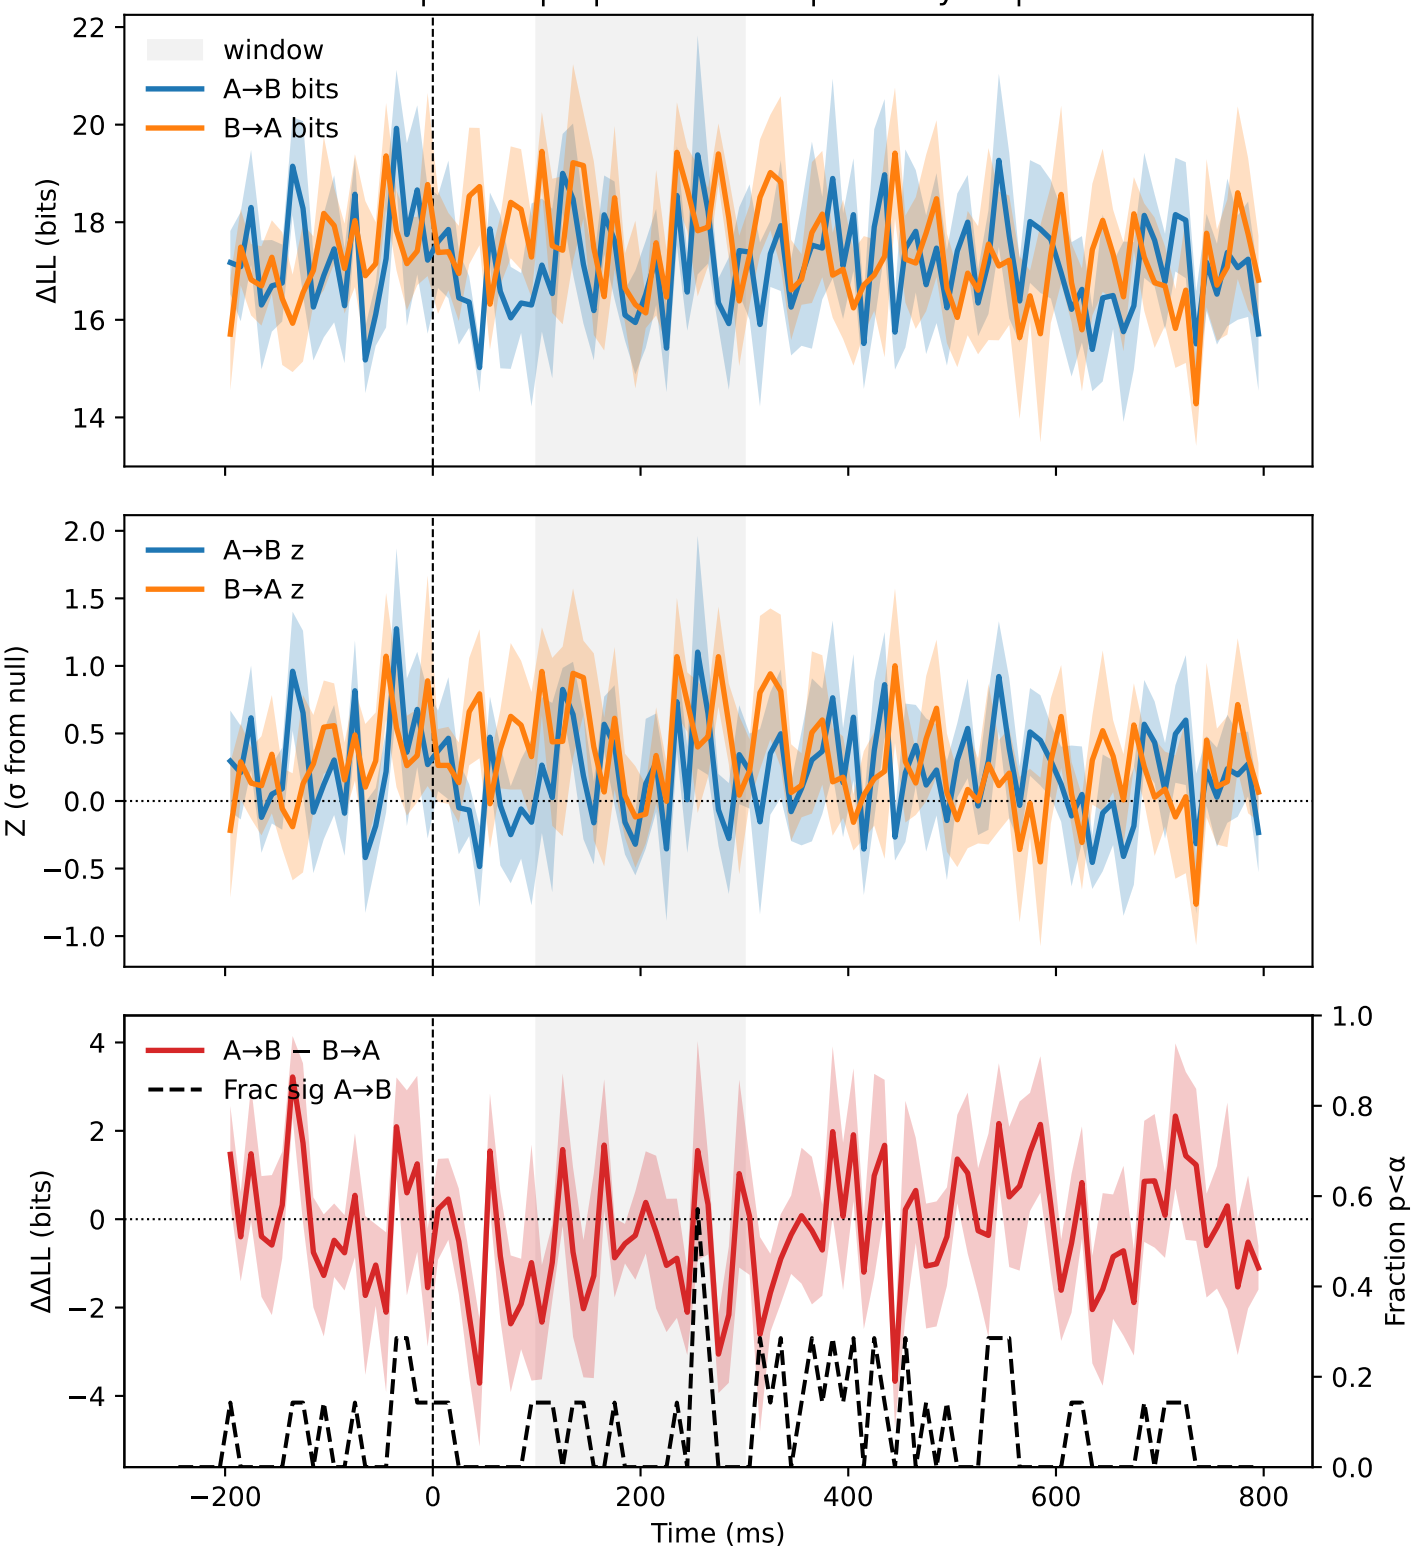 22
20
18
16
14
ΔLL (bits)
window
A→B bits
B→A bits
2.0
1.5
1.0
0.5
0.0
−0.5
−1.0
Z (σ from null)
A→B z
B→A z
4
2
0
−2
−4
ΔΔLL (bits)
A→B − B→A
Frac sig A→B
1.0
0.8
0.6
0.4
0.2
0.0
Fraction p<α
−200 0 200 400 600 800
Time (ms)